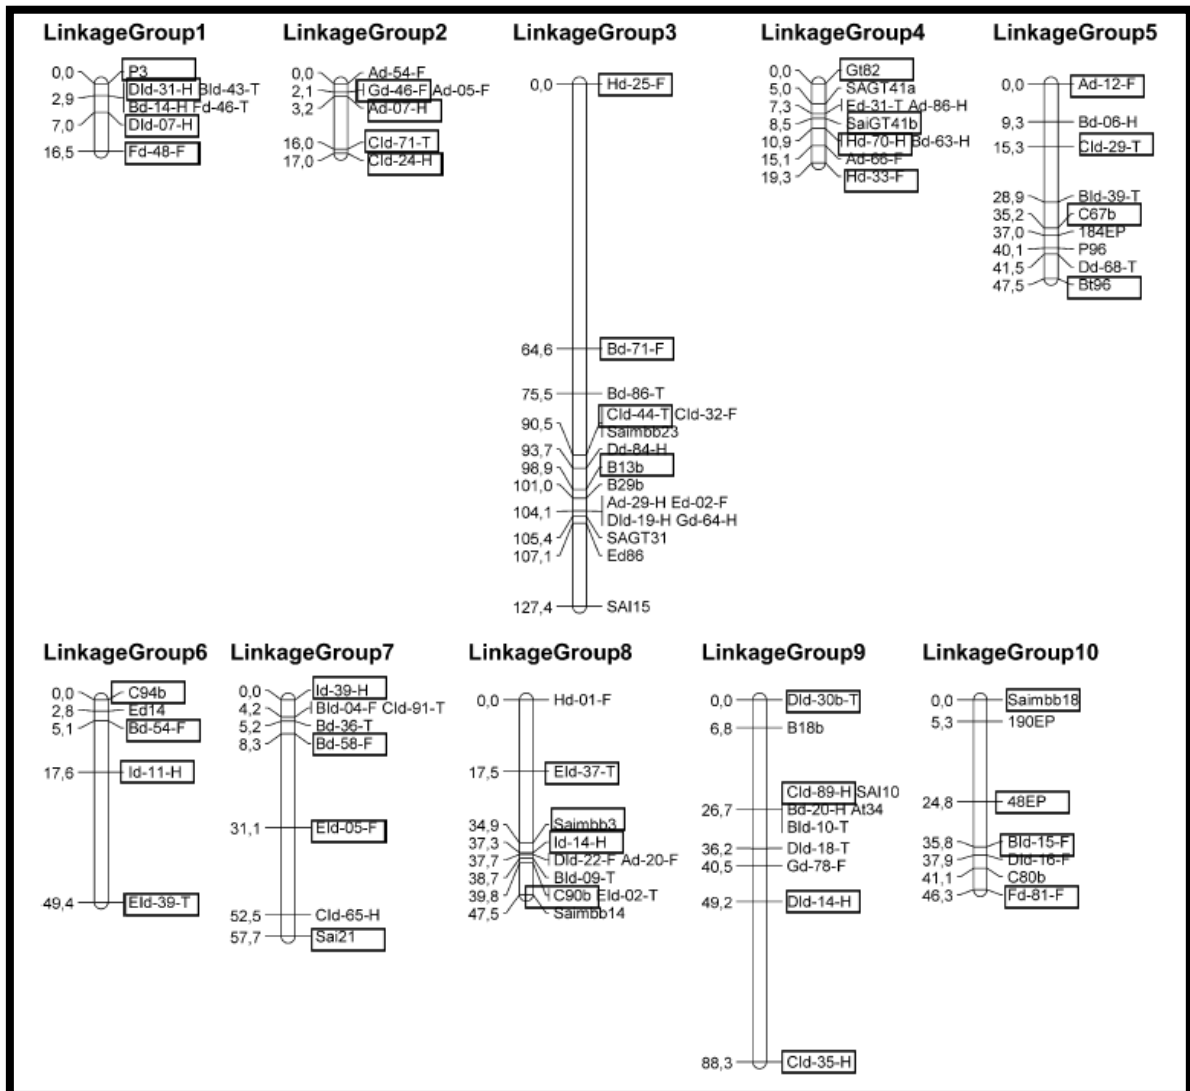 LinkageGroup1
0,0 P3
Dld-31-H Bld-43-T
2,9 Bd-14-H Fd-46-T
7,0 Dld-07-H
16,5 Fd-48-F
LinkageGroup2
0,0 Ad-54-F
2,1 Gd-46-F Ad-05-F
3,2 Ad-07-H
16,0 Cld-71-T
17,0 Cld-24-H
LinkageGroup3
0,0 Hd-25-F
64,6 Bd-71-F
75,5 Bd-86-T
90,5 Cld-44-T Cld-32-F
Saimbb23
93,7 Dd-84-H
98,9 B13b
101,0 B29b
104,1 Ad-29-H Ed-02-F
Dld-19-H Gd-64-H
105,4 SAGT31
107,1 Ed86
127,4 SAI15
LinkageGroup4
0,0 Gt82
5,0 SAGT41a
7,3 Ed-31-T Ad-86-H
8,5 SaiGT41b
10,9 Hd-70-H Bd-63-H
15,1 Ad-66-F
19,3 Hd-33-F
LinkageGroup5
0,0 Ad-12-F
9,3 Bd-06-H
15,3 Cld-29-T
28,9 Bld-39-T
35,2 C67b
37,0 184EP
40,1 P96
41,5 Dd-68-T
47,5 Bt96
LinkageGroup6
0,0 C94b
2,8 Ed14
5,1 Bd-54-F
17,6 Id-11-H
49,4 Eld-39-T
LinkageGroup7
0,0 Id-39-H
4,2 Bld-04-F Cld-91-T
5,2 Bd-36-T
8,3 Bd-58-F
31,1 Eld-05-F
52,5 Cld-65-H
57,7 Sai21
LinkageGroup8
0,0 Hd-01-F
17,5 Eld-37-T
34,9 Saimbb3
37,3 Id-14-H
37,7 Dld-22-F Ad-20-F
38,7 Bld-09-T
39,8 C90b Eld-02-T
47,5 Saimbb14
LinkageGroup9
0,0 Dld-30b-T
6,8 B18b
Cld-89-H SAI10
26,7 Bd-20-H At34
Bld-10-T
36,2 Dld-18-T
40,5 Gd-78-F
49,2 Dld-14-H
88,3 Cld-35-H
LinkageGroup10
0,0 Saimbb18
5,3 190EP
24,8 48EP
35,8 Bld-15-F
37,9 Dld-16-F
41,1 C80b
46,3 Fd-81-F